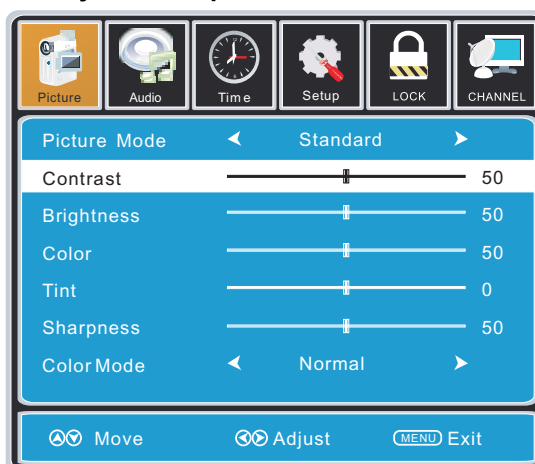 Picture Audio Time Setup LOCK CHANNEL
Picture Mode Standard
Contrast 50
Brightness 50
Color 50
Tint 0
Sharpness 50
Color Mode Normal
Move Adjust MENU Exit